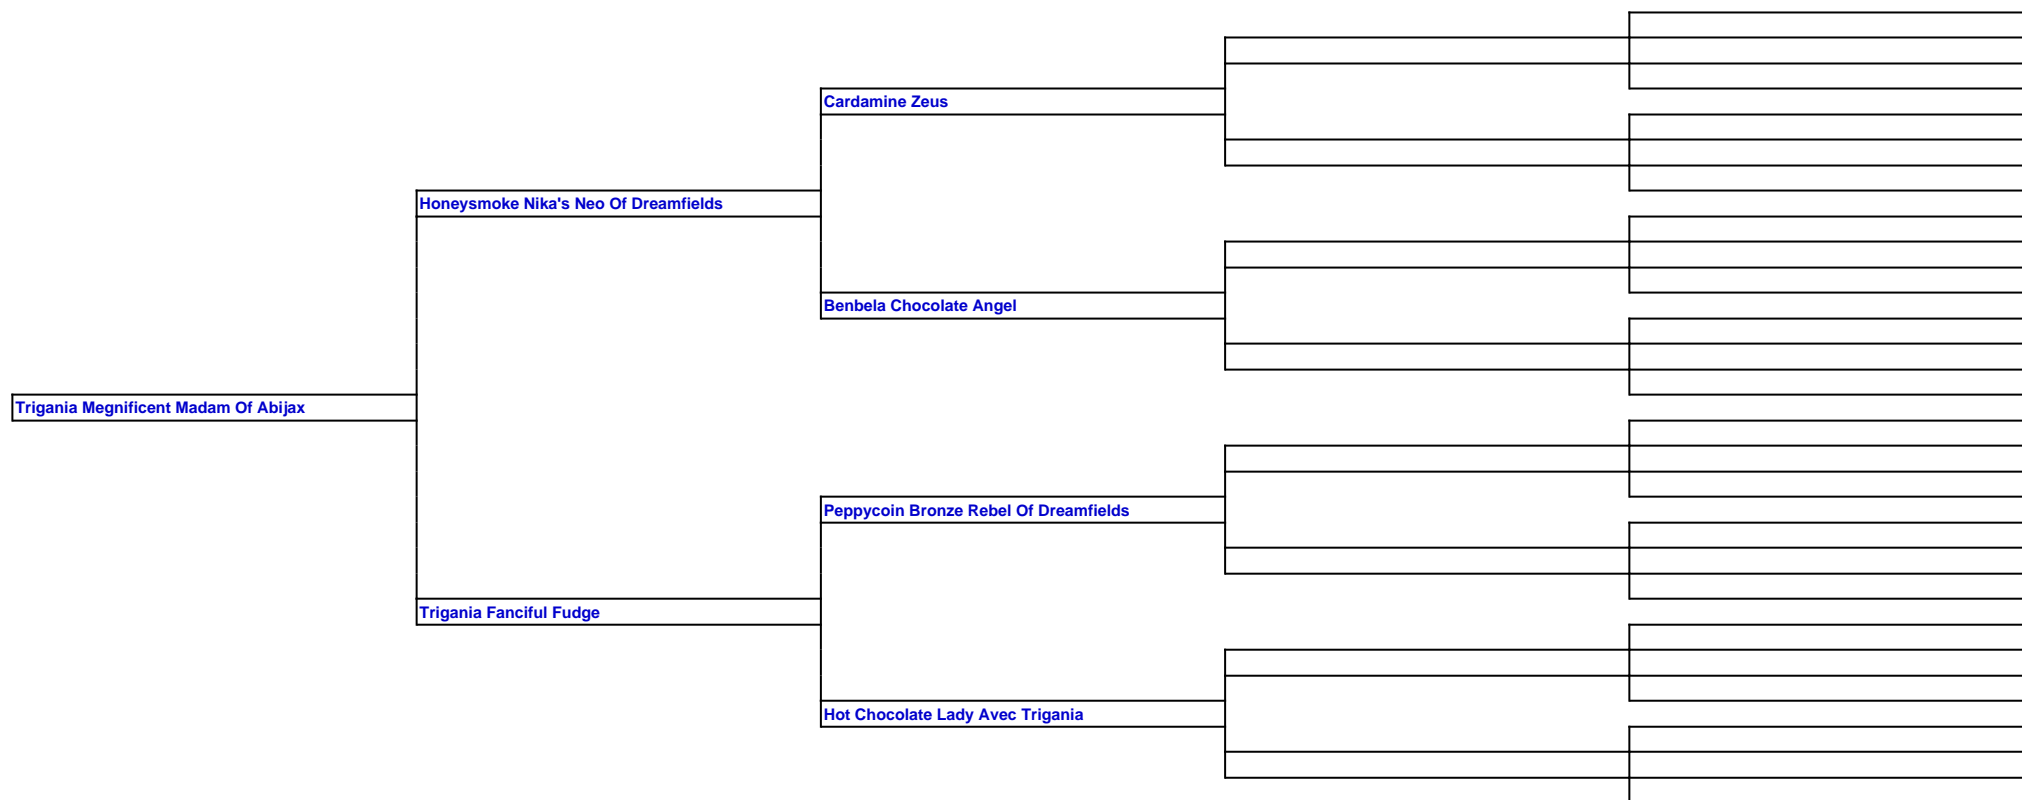 Cardamine Zeus
Honeysmoke Nika's Neo Of Dreamfields
Benbela Chocolate Angel
Trigania Megnificent Madam Of Abijax
Peppycoin Bronze Rebel Of Dreamfields
Trigania Fanciful Fudge
Hot Chocolate Lady Avec Trigania